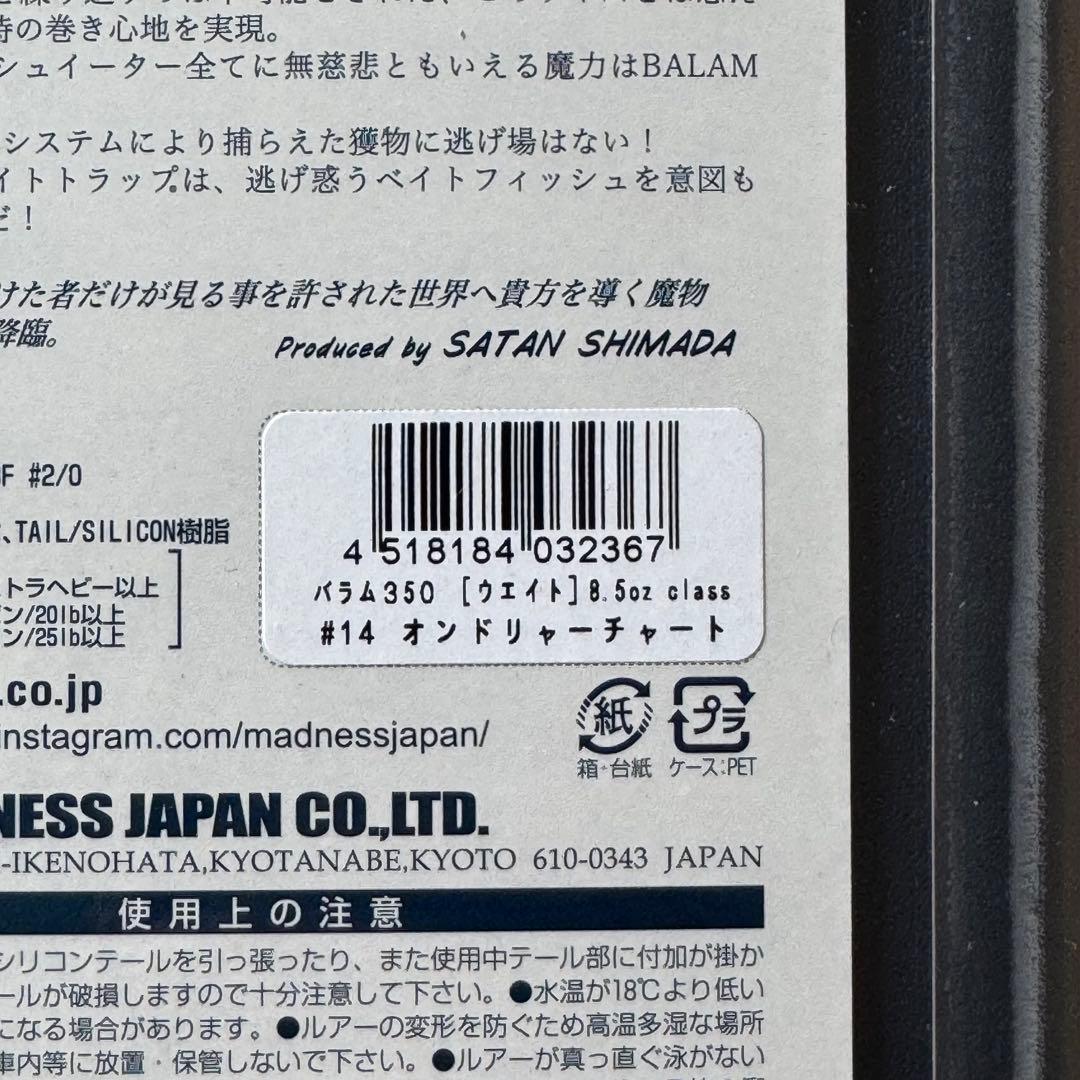 時の巻き心地を実現。
シュイーター全てに無慈悲ともいえる魔力はBALAM
システムにより捕らえた獲物に逃げ場はない！
イトトラップは、逃げ惑うベイトフィッシュを意図も
だ！
けた者だけが見る事を許された世界へ貴方を導く魔物
降臨。
Produced by SATAN SHIMADA
F #2/0
、TAIL/SILICON樹脂
トラヘビー以上
ン/20lb以上
ン/25lb以上
4 518184 032367
バラム350 [ウエイト]8.5oz class
#14 オンドリャーチャート
.co.jp
instagram.com/madnessjapan/
紙 プラ
箱・台紙 ケース:PET
NESS JAPAN CO.,LTD.
-IKENOHATA,KYOTANABE,KYOTO 610-0343 JAPAN
使用上の注意
シリコンテールを引っ張ったり、また使用中テール部に付加が掛か
ールが破損しますので十分注意して下さい。●水温が18℃より低い
になる場合があります。●ルアーの変形を防ぐため高温多湿な場所
車内等に放置・保管しないで下さい。●ルアーが真っ直ぐ泳がない